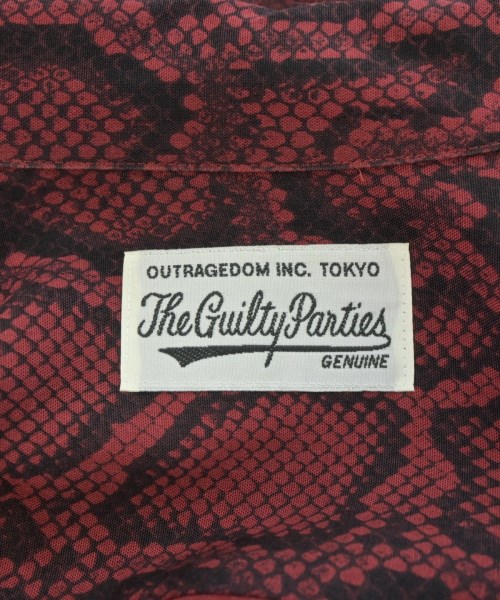 OUTRAGEDOM INC. TOKYO
The Guilty Parties
GENUINE